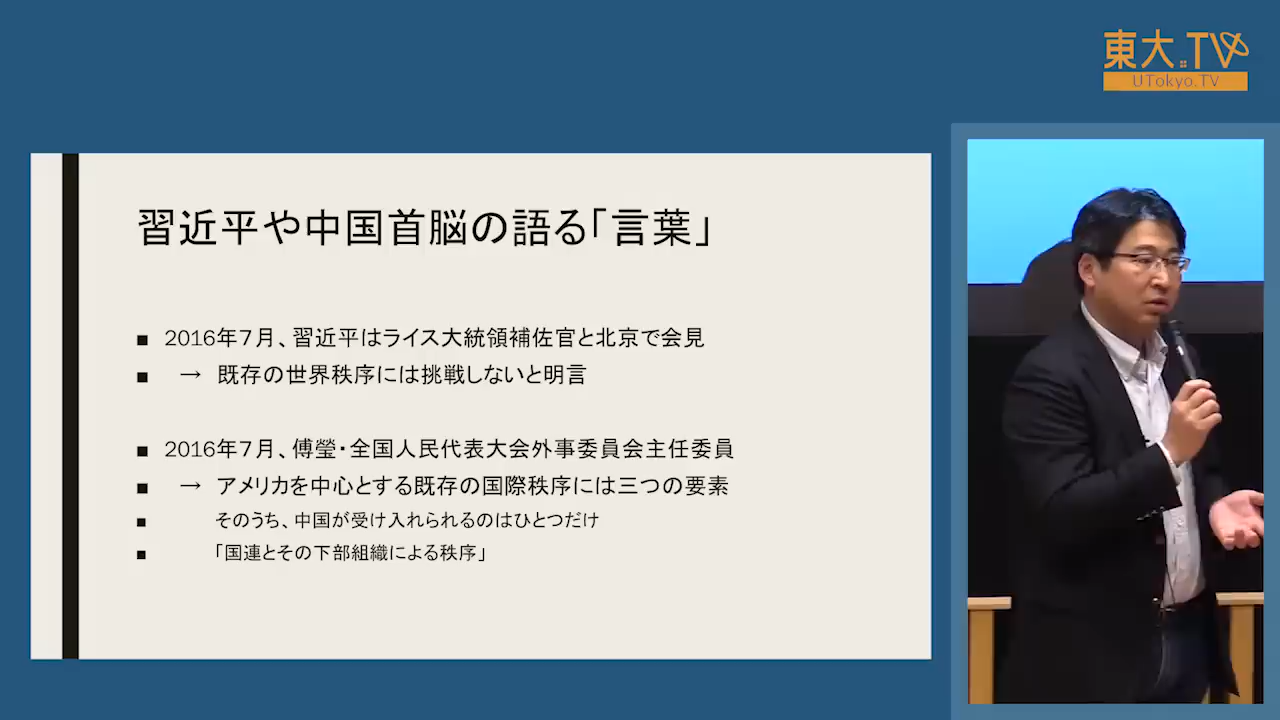 東大.TV
UTokyo.TV
習近平や中国首脳の語る「言葉」
■ 2016年7月、習近平はライス大統領補佐官と北京で会見
■ → 既存の世界秩序には挑戦しないと明言
■ 2016年7月、傅瑩・全国人民代表大会外事委員会主任委員
■ → アメリカを中心とする既存の国際秩序には三つの要素
■ そのうち、中国が受け入れられるのはひとつだけ
■ 「国連とその下部組織による秩序」